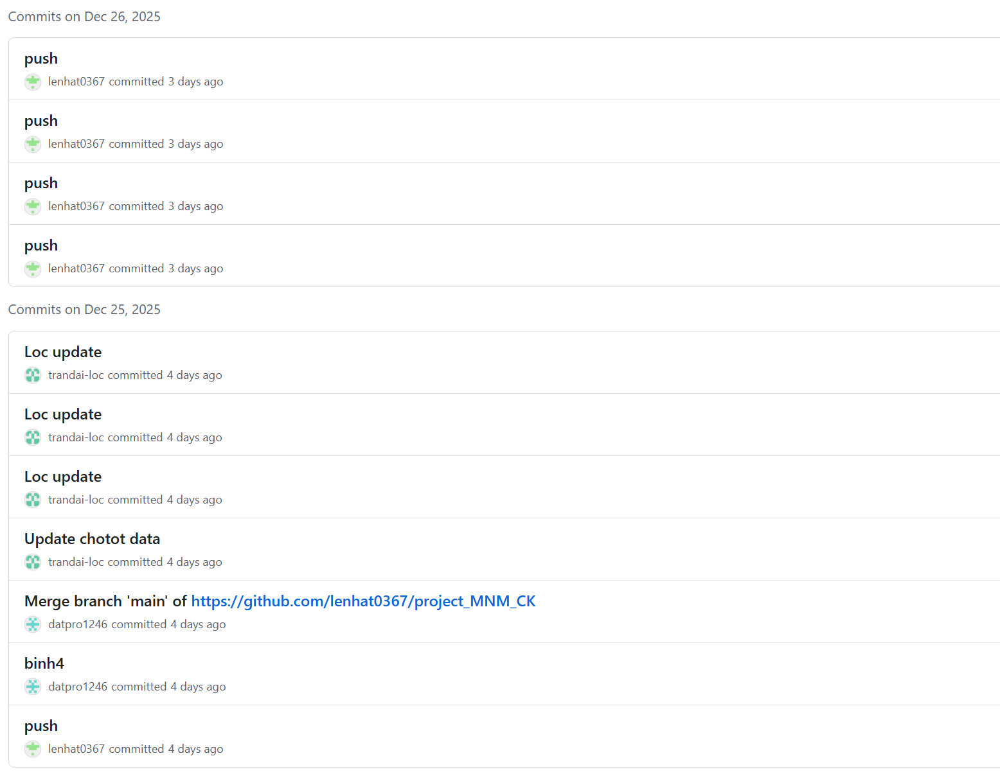 Commits on Dec 26, 2025
push
lenhat0367 committed 3 days ago
push
lenhat0367 committed 3 days ago
push
lenhat0367 committed 3 days ago
push
lenhat0367 committed 3 days ago
Commits on Dec 25, 2025
Loc update
trandai-loc committed 4 days ago
Loc update
trandai-loc committed 4 days ago
Loc update
trandai-loc committed 4 days ago
Update chotot data
trandai-loc committed 4 days ago
Merge branch 'main' of https://github.com/lenhat0367/project_MNM_CK
datpro1246 committed 4 days ago
binh4
datpro1246 committed 4 days ago
push
lenhat0367 committed 4 days ago